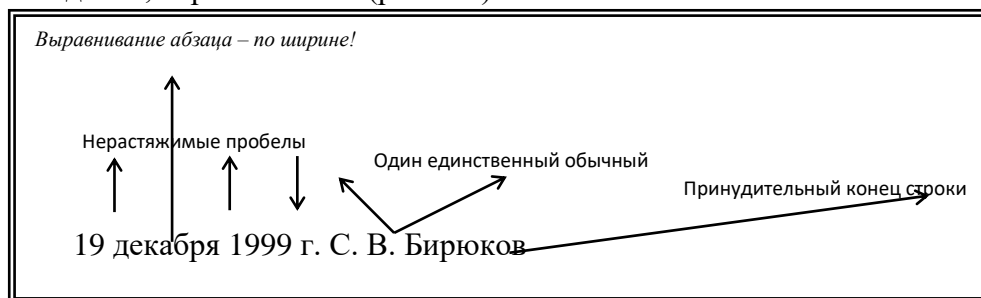 Выравнивание абзаца – по ширине!
Нерастяжимые пробелы
Один единственный обычный
Принудительный конец строки
19 декабря 1999 г. С. В. Бирюков